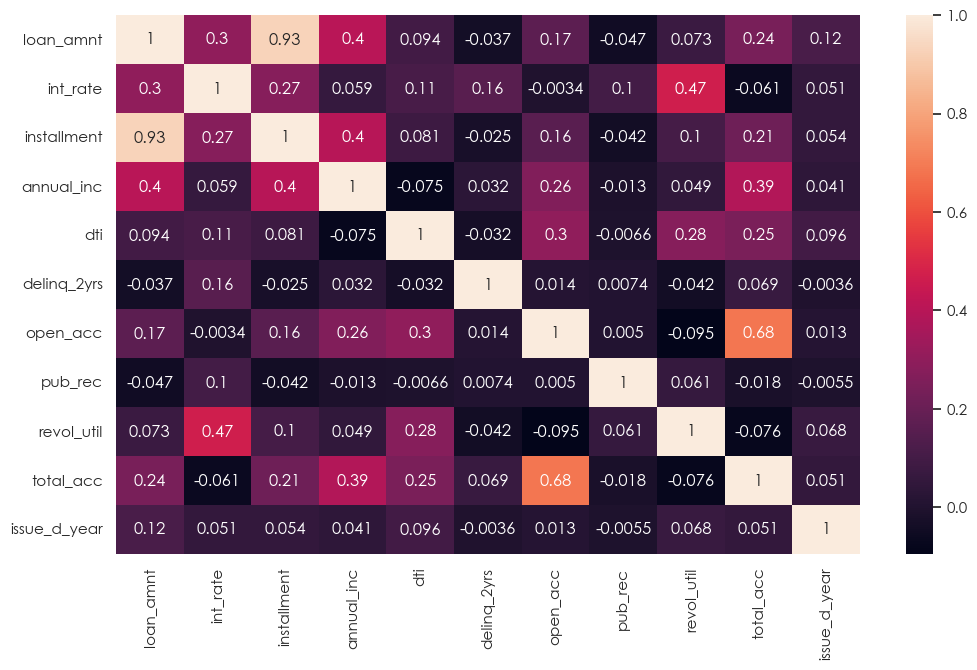 loan_amnt 1 0.3 0.93 0.4 0.094 -0.037 0.17 -0.047 0.073 0.24 0.12
int_rate 0.3 1 0.27 0.059 0.11 0.16 -0.0034 0.1 0.47 -0.061 0.051
installment 0.93 0.27 1 0.4 0.081 -0.025 0.16 -0.042 0.1 0.21 0.054
annual_inc 0.4 0.059 0.4 1 -0.075 0.032 0.26 -0.013 0.049 0.39 0.041
dti 0.094 0.11 0.081 -0.075 1 -0.032 0.3 -0.0066 0.28 0.25 0.096
delinq_2yrs -0.037 0.16 -0.025 0.032 -0.032 1 0.014 0.0074 -0.042 0.069 -0.0036
open_acc 0.17 -0.0034 0.16 0.26 0.3 0.014 1 0.005 -0.095 0.68 0.013
pub_rec -0.047 0.1 -0.042 -0.013 -0.0066 0.0074 0.005 1 0.061 -0.018 -0.0055
revol_util 0.073 0.47 0.1 0.049 0.28 -0.042 -0.095 0.061 1 -0.076 0.068
total_acc 0.24 -0.061 0.21 0.39 0.25 0.069 0.68 -0.018 -0.076 1 0.051
issue_d_year 0.12 0.051 0.054 0.041 0.096 -0.0036 0.013 -0.0055 0.068 0.051 1
loan_amnt int_rate installment annual_inc dti delinq_2yrs open_acc pub_rec revol_util total_acc issue_d_year
1.0
0.8
0.6
0.4
0.2
0.0